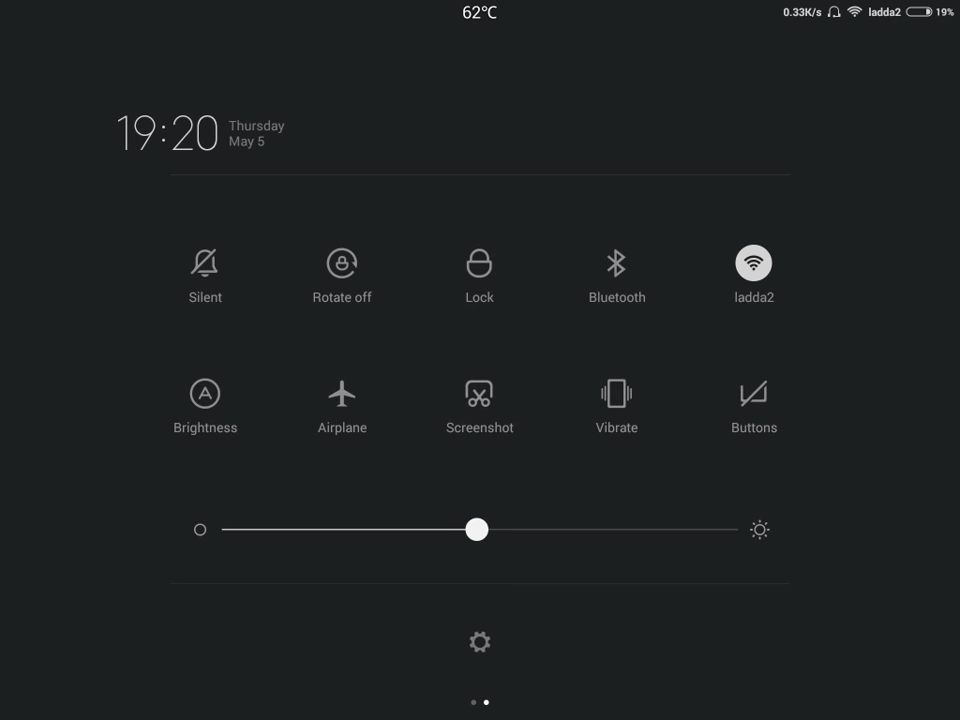 62℃
0.33K/s ladda2 19%
19:20
Thursday
May 5
Silent Rotate off Lock Bluetooth ladda2
A
Brightness Airplane Screenshot Vibrate Buttons